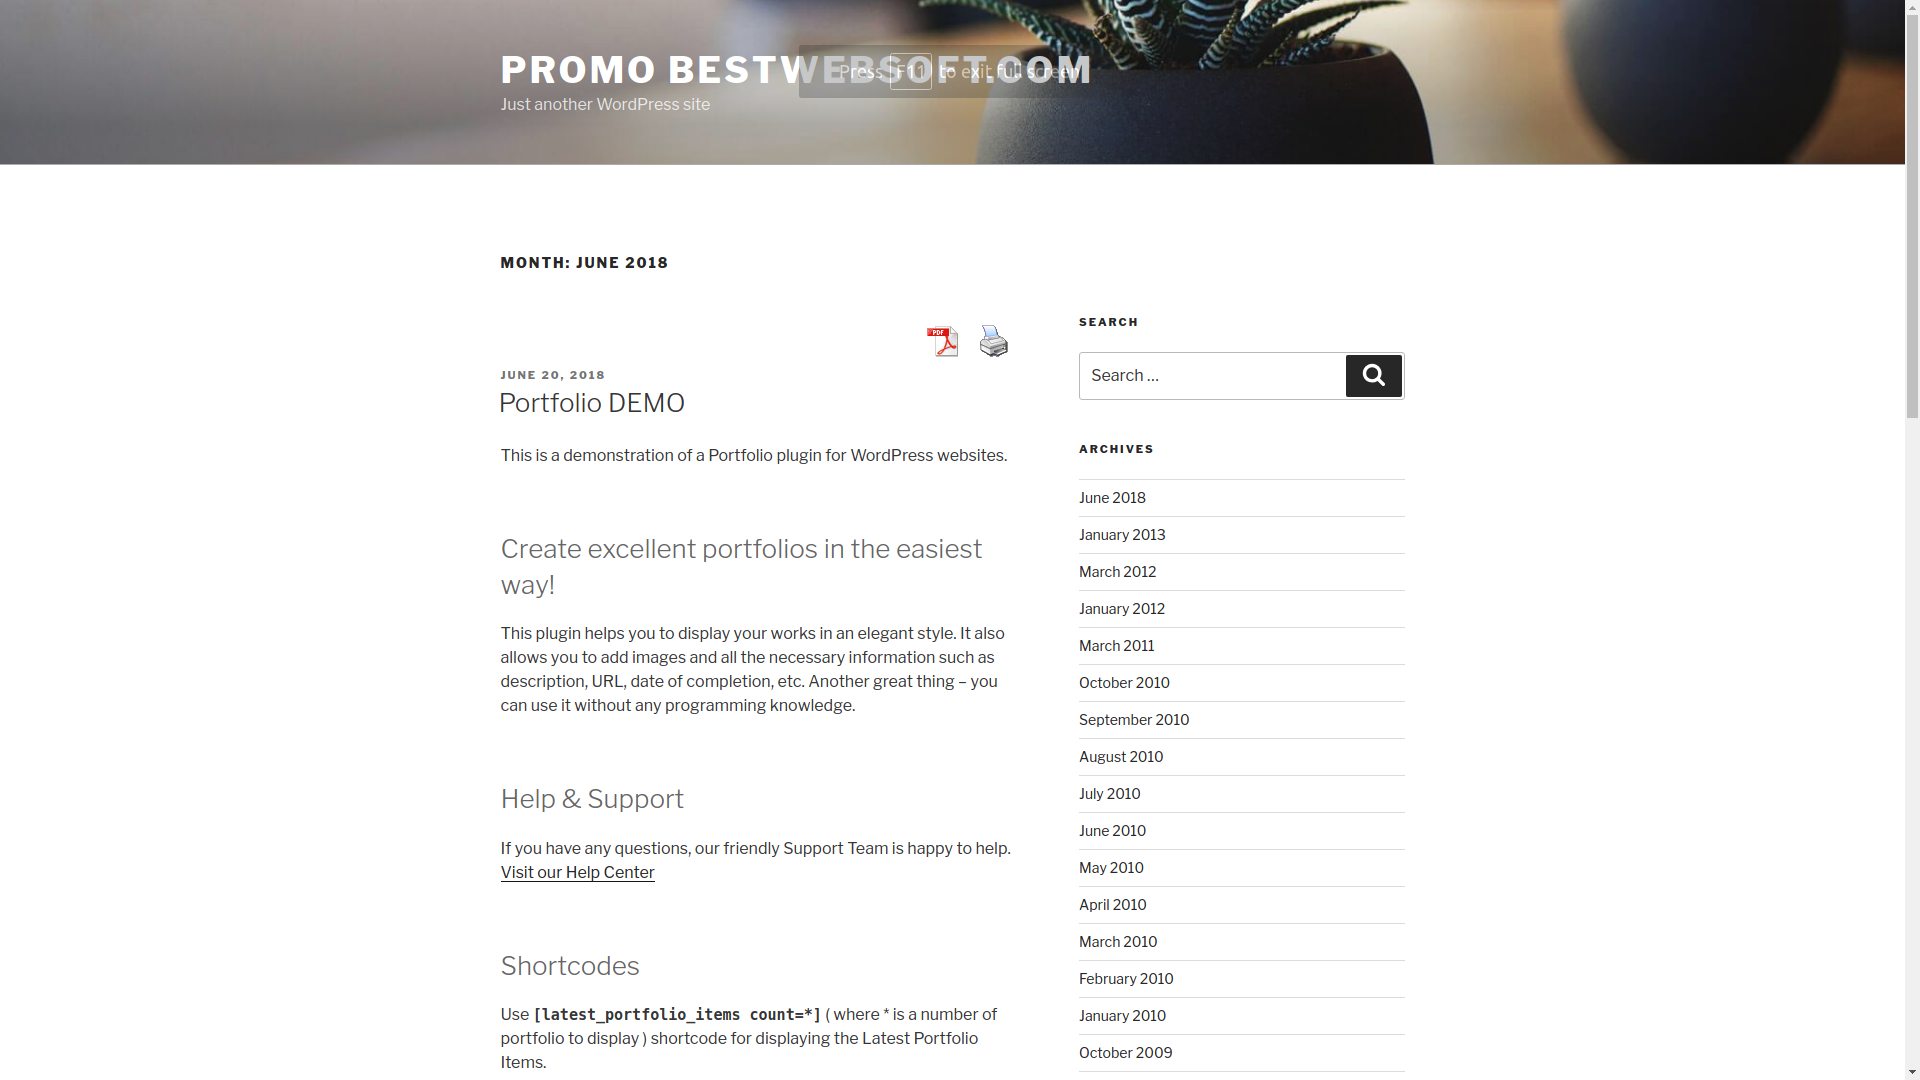 PROMO BESTWEBSOFT.COM
Press F11 to exit full screen
Just another WordPress site
MONTH: JUNE 2018
PDF
JUNE 20, 2018
Portfolio DEMO
This is a demonstration of a Portfolio plugin for WordPress websites.
Create excellent portfolios in the easiest
way!
This plugin helps you to display your works in an elegant style. It also
allows you to add images and all the necessary information such as
description, URL, date of completion, etc. Another great thing – you
can use it without any programming knowledge.
Help & Support
If you have any questions, our friendly Support Team is happy to help.
Visit our Help Center
Shortcodes
Use [latest_portfolio_items count=*] ( where * is a number of
portfolio to display ) shortcode for displaying the Latest Portfolio
Items.
SEARCH
Search …
ARCHIVES
June 2018
January 2013
March 2012
January 2012
March 2011
October 2010
September 2010
August 2010
July 2010
June 2010
May 2010
April 2010
March 2010
February 2010
January 2010
October 2009